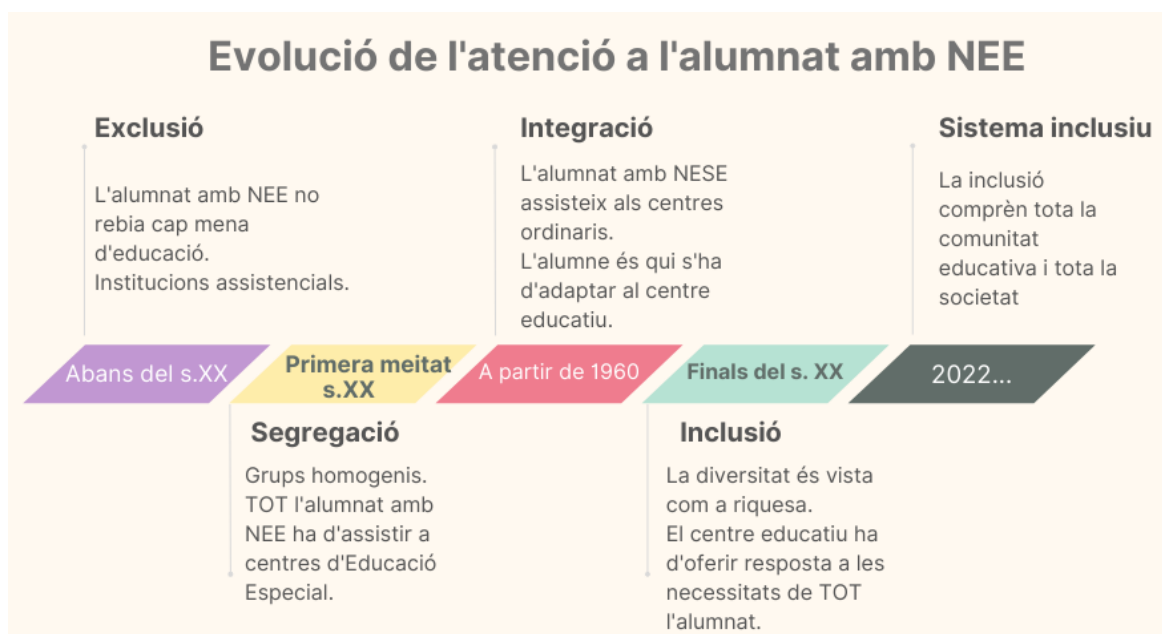 Evolució de l'atenció a l'alumnat amb NEE
Exclusió
L'alumnat amb NEE no
rebia cap mena
d'educació.
Institucions assistencials.
Integració
L'alumnat amb NESE
assisteix als centres
ordinaris.
L'alumne és qui s'ha
d'adaptar al centre
educatiu.
Sistema inclusiu
La inclusió
comprèn tota la
comunitat
educativa i tota la
societat
Abans del s.XX
Primera meitat
s.XX
A partir de 1960
Finals del s. XX
2022...
Segregació
Grups homogenis.
TOT l'alumnat amb
NEE ha d'assistir a
centres d'Educació
Especial.
Inclusió
La diversitat és vista
com a riquesa.
El centre educatiu ha
d'oferir resposta a les
necessitats de TOT
l'alumnat.